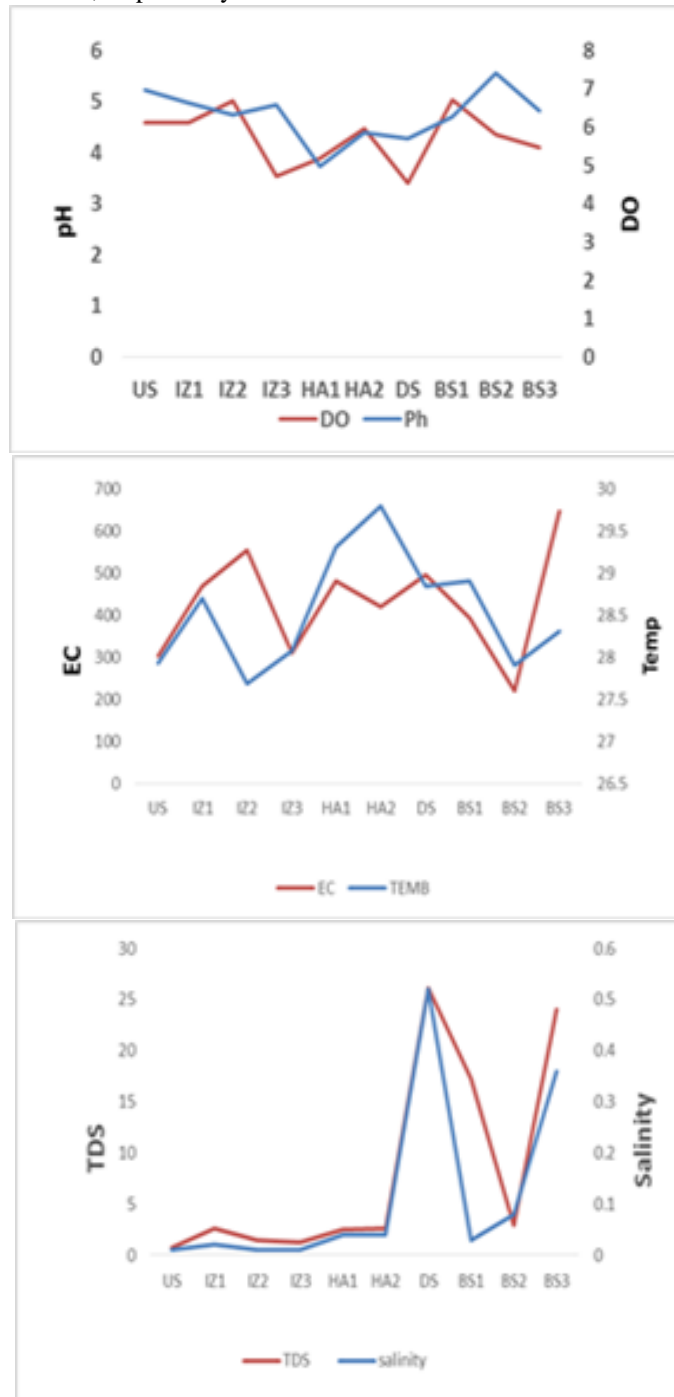 6 8
5 7
4 6
3 5
2 4
1 3
0 2
1
0
pH
DO
US IZ1 IZ2 IZ3 HA1 HA2 DS BS1 BS2 BS3
DO Ph
700 30
600 29.5
500 29
400 28.5
300 28
200 27.5
100 27
0 26.5
EC
Temp
US IZ1 IZ2 IZ3 HA1 HA2 DS BS1 BS2 BS3
EC TEMB
30 0.6
25 0.5
20 0.4
15 0.3
10 0.2
5 0.1
0 0
TDS
Salinity
US IZ1 IZ2 IZ3 HA1 HA2 DS BS1 BS2 BS3
TDS salinity